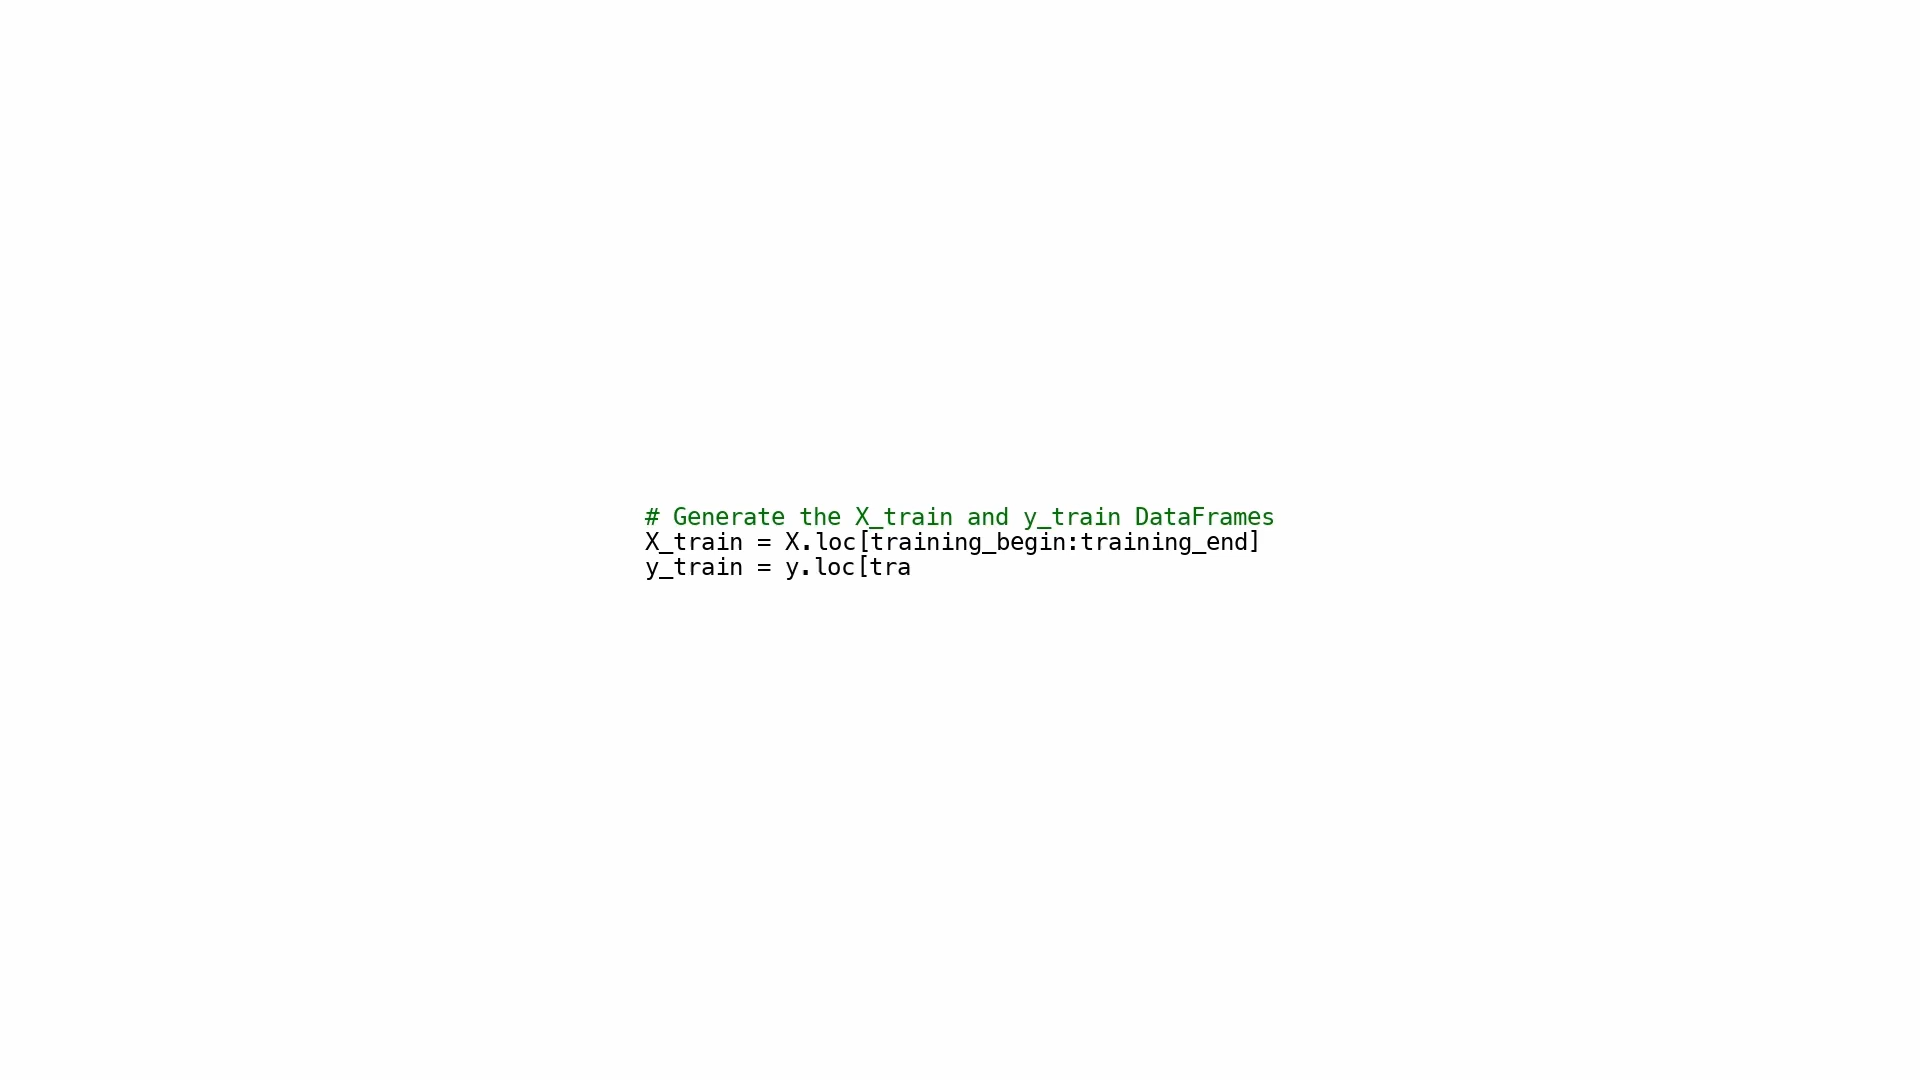 # Generate the X_train and y_train DataFrames
X_train = X.loc[training_begin:training_end]
y_train = y.loc[tra